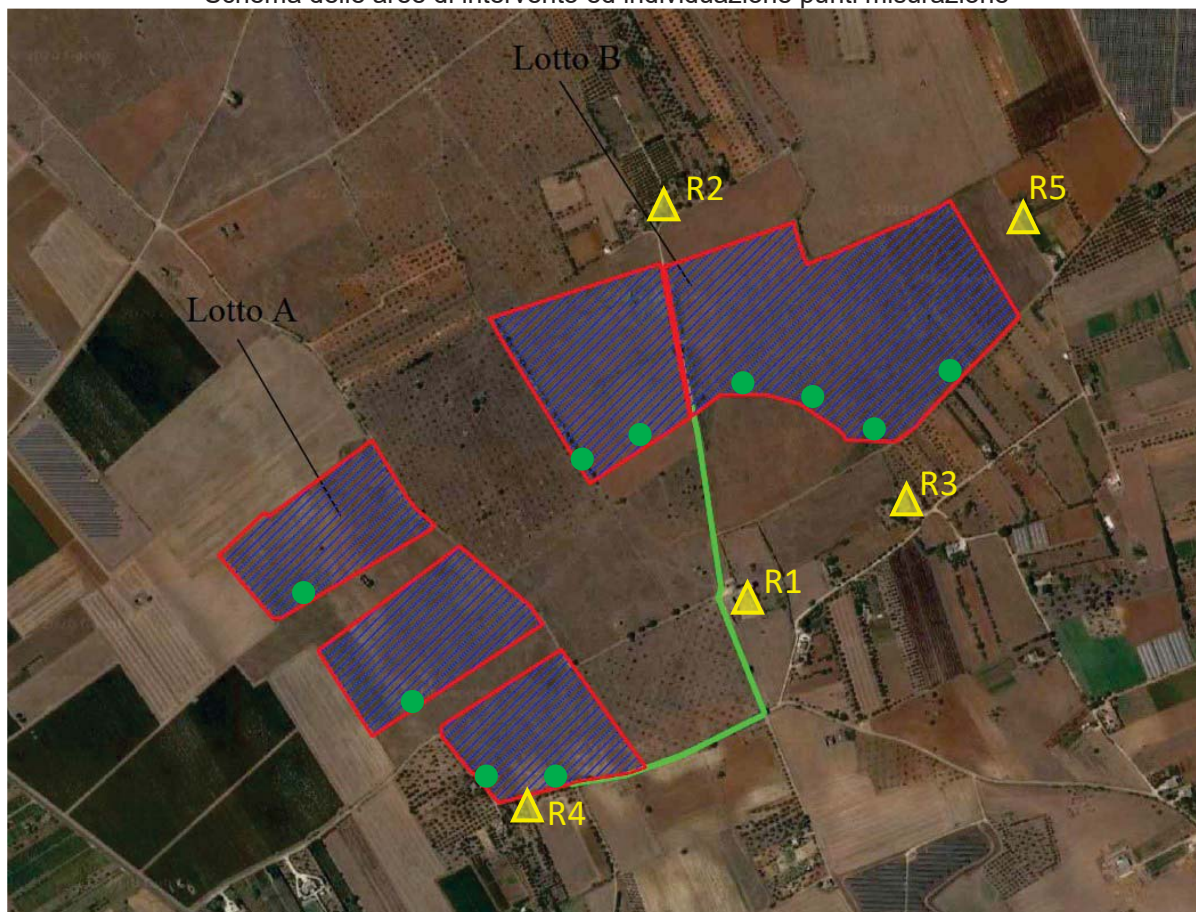 Schema delle aree di intervento ed individuazione punti misurazione
Lotto B
R2
R5
Lotto A
R3
R1
R4